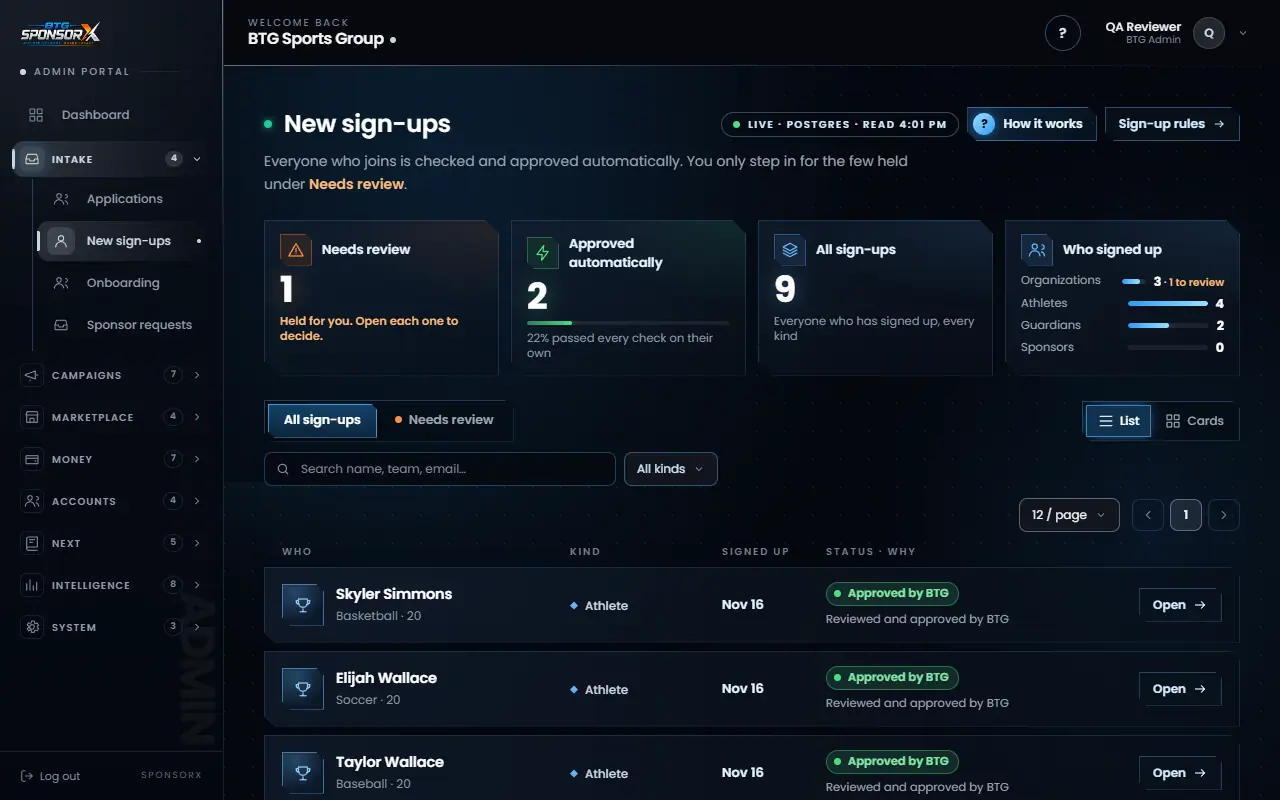 BTG
SPONSORX
ADMIN PORTAL
Dashboard
INTAKE 4
Applications
New sign-ups
Onboarding
Sponsor requests
CAMPAIGNS 7
MARKETPLACE 4
MONEY 7
ACCOUNTS 4
NEXT 5
INTELLIGENCE 8
SYSTEM 3
ADMIN
Log out SPONSORX
WELCOME BACK
BTG Sports Group
?
QA Reviewer
BTG Admin
Q
New sign-ups
LIVE · POSTGRES · READ 4:01 PM
? How it works
Sign-up rules →
Everyone who joins is checked and approved automatically. You only step in for the few held
under Needs review.
Needs review
1
Held for you. Open each one to
decide.
Approved
automatically
2
22% passed every check on their
own
All sign-ups
9
Everyone who has signed up, every
kind
Who signed up
Organizations 3 · 1 to review
Athletes 4
Guardians 2
Sponsors 0
All sign-ups Needs review
List Cards
Search name, team, email…
All kinds
12 / page 1
WHO KIND SIGNED UP STATUS · WHY
Skyler Simmons
Basketball · 20
Athlete
Nov 16
Approved by BTG
Reviewed and approved by BTG
Open →
Elijah Wallace
Soccer · 20
Athlete
Nov 16
Approved by BTG
Reviewed and approved by BTG
Open →
Taylor Wallace
Baseball · 20
Athlete
Nov 16
Approved by BTG
Reviewed and approved by BTG
Open →